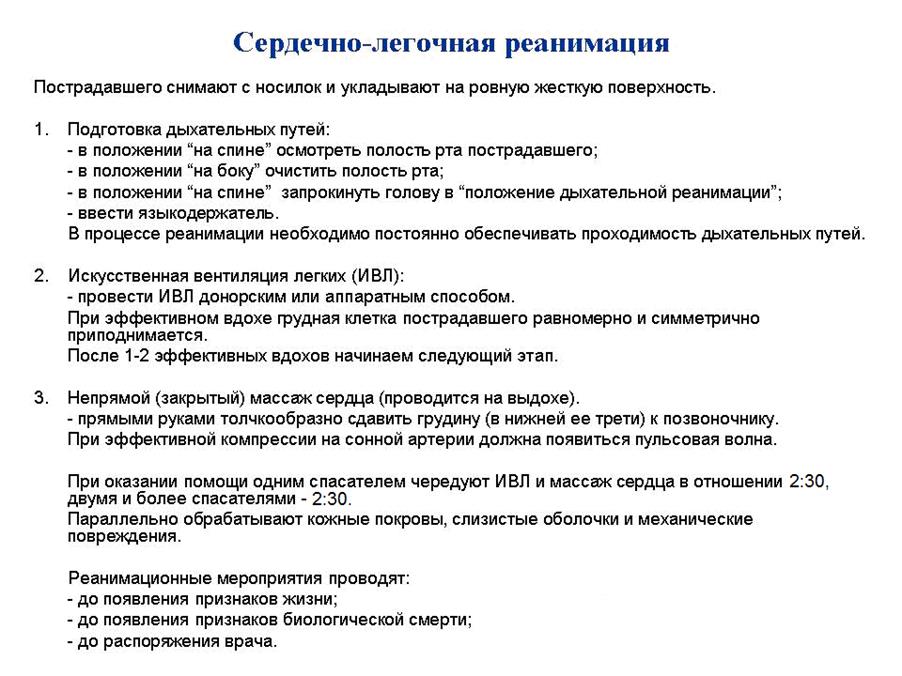 Сердечно-легочная реанимация
Пострадавшего снимают с носилок и укладывают на ровную жесткую поверхность.
1. Подготовка дыхательных путей:
- в положении “на спине” осмотреть полость рта пострадавшего;
- в положении “на боку” очистить полость рта;
- в положении “на спине” запрокинуть голову в “положение дыхательной реанимации”;
- ввести языкодержатель.
В процессе реанимации необходимо постоянно обеспечивать проходимость дыхательных путей.
2. Искусственная вентиляция легких (ИВЛ):
- провести ИВЛ донорским или аппаратным способом.
При эффективном вдохе грудная клетка пострадавшего равномерно и симметрично
приподнимается.
После 1-2 эффективных вдохов начинаем следующий этап.
3. Непрямой (закрытый) массаж сердца (проводится на выдохе).
- прямыми руками толчкообразно сдавить грудину (в нижней ее трети) к позвоночнику.
При эффективной компрессии на сонной артерии должна появиться пульсовая волна.
При оказании помощи одним спасателем чередуют ИВЛ и массаж сердца в отношении 2:30,
двумя и более спасателями - 2:30.
Параллельно обрабатывают кожные покровы, слизистые оболочки и механические
повреждения.
Реанимационные мероприятия проводят:
- до появления признаков жизни;
- до появления признаков биологической смерти;
- до распоряжения врача.